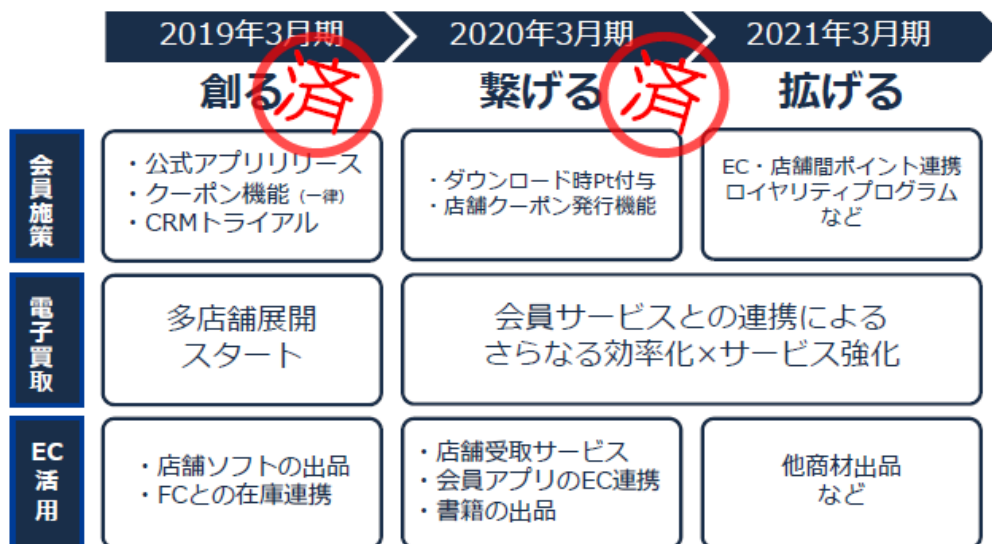 2019年3月期
2020年3月期
2021年3月期
創る
済
繋げる
済
拡げる
会員施策
・公式アプリリリース
・クーポン機能 (一律)
・CRMトライアル
・ダウンロード時Pt付与
・店舗クーポン発行機能
EC・店舗間ポイント連携
ロイヤリティプログラム
など
電子買取
多店舗展開
スタート
会員サービスとの連携による
さらなる効率化×サービス強化
EC活用
・店舗ソフトの出品
・FCとの在庫連携
・店舗受取サービス
・会員アプリのEC連携
・書籍の出品
他商材出品
など